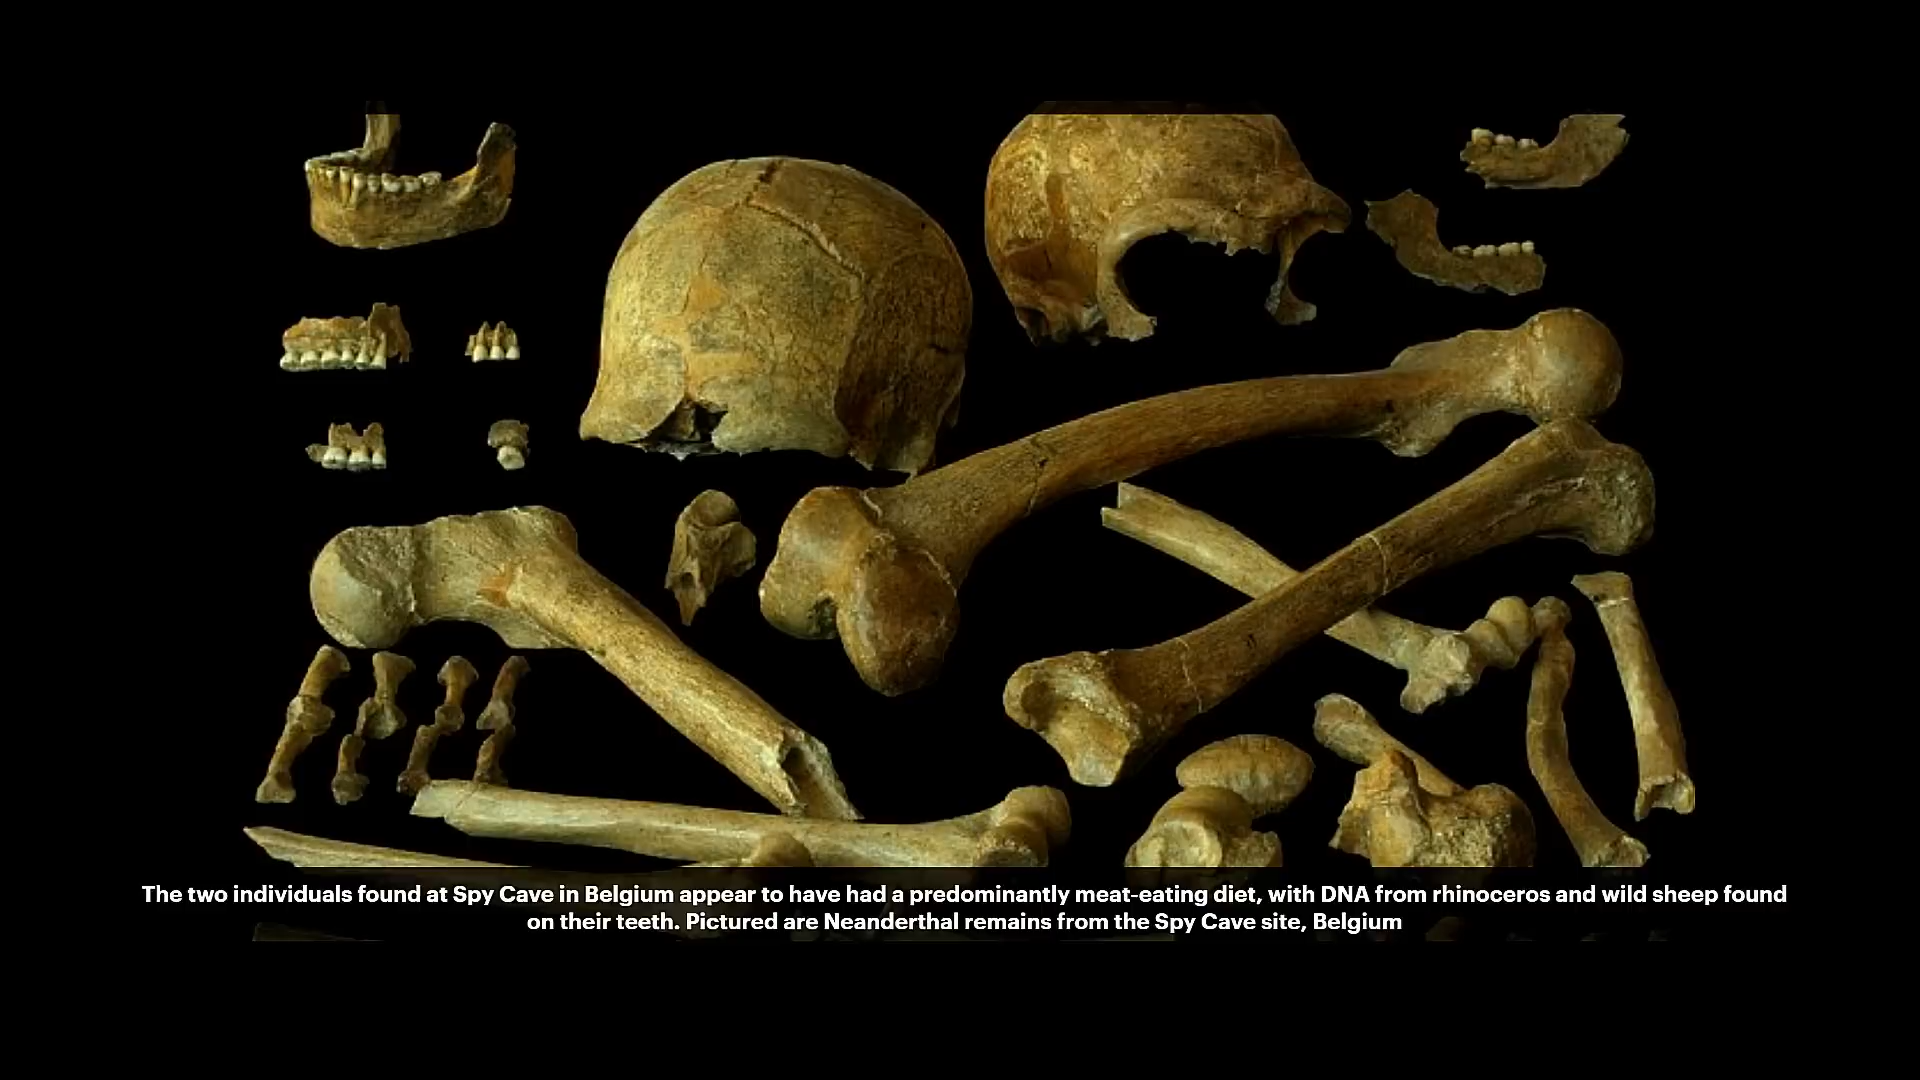 The two individuals found at Spy Cave in Belgium appear to have had a predominantly meat-eating diet, with DNA from rhinoceros and wild sheep found
on their teeth. Pictured are Neanderthal remains from the Spy Cave site, Belgium